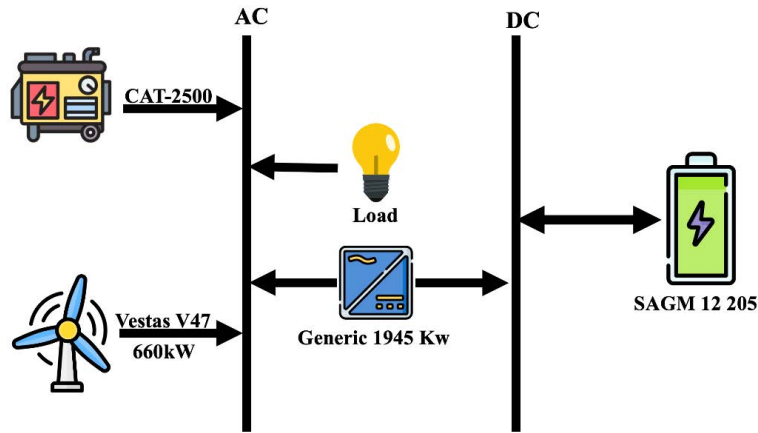 AC
DC
CAT-2500
Load
Vestas V47
660kW
Generic 1945 Kw
SAGM 12 205